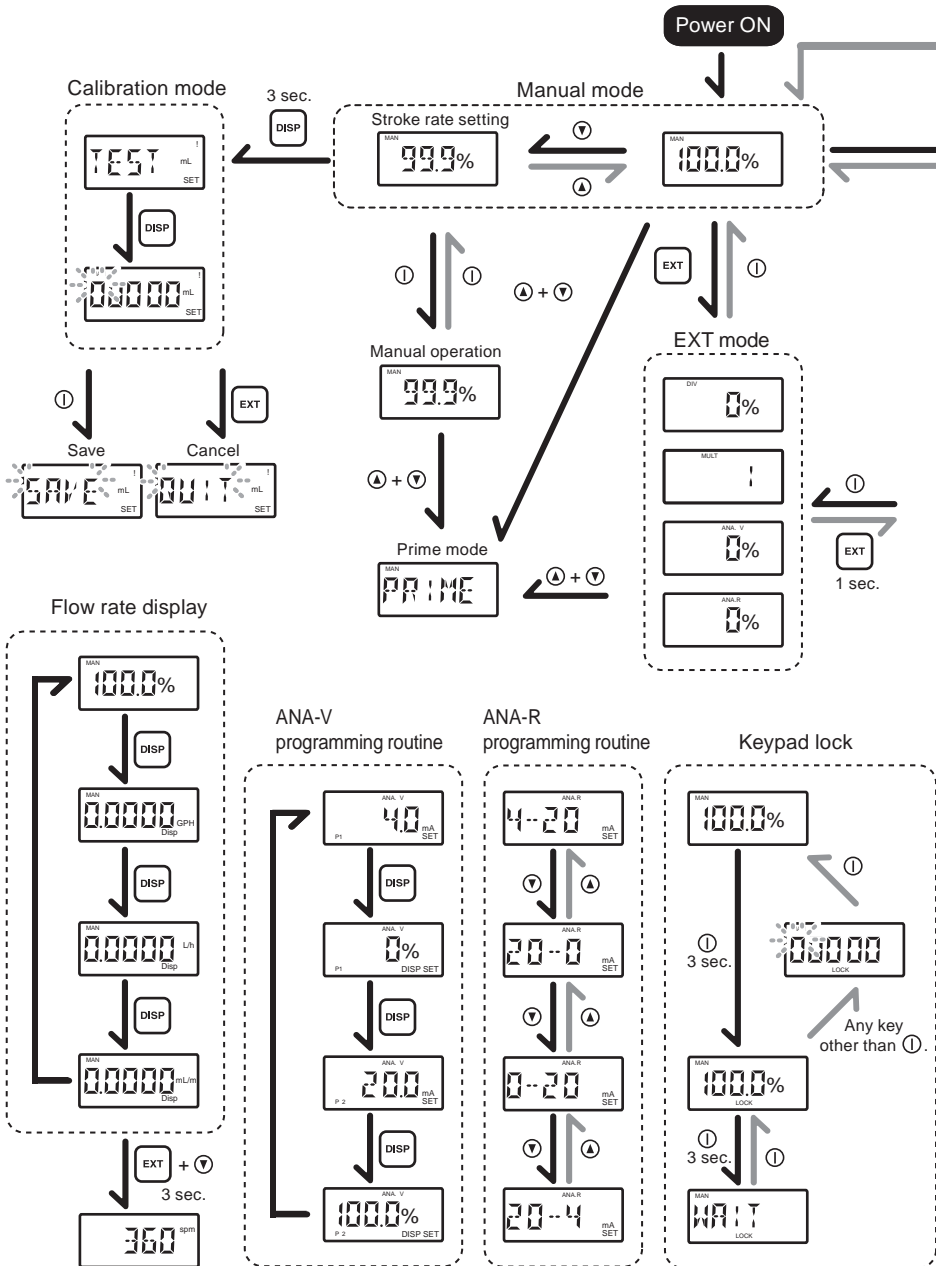 Power ON
Calibration mode
TEST
!
mL
SET
DISP
0.0000
!
mL
SET
Save
SAVE
!
mL
SET
EXT
Cancel
QUIT
!
mL
SET
3 sec.
DISP
Manual mode
Stroke rate setting
MAN
99.9%
MAN
100.0%
Manual operation
MAN
99.9%
+
+
Prime mode
MAN
PRIME
EXT
EXT mode
DIV
0%
MULT
1
ANA. V
0%
ANA.R
0%
+
EXT
1 sec.
Flow rate display
MAN
100.0%
DISP
MAN
0.0000 GPH
Disp
DISP
MAN
0.0000 L/h
Disp
DISP
MAN
0.0000 mL/m
Disp
EXT +
3 sec.
360 spm
ANA-V
programming routine
ANA. V
4.0 mA
P1 SET
DISP
ANA. V
0%
P1 DISP SET
DISP
ANA. V
20.0 mA
P 2 SET
DISP
ANA. V
100.0%
P 2 DISP SET
ANA-R
programming routine
ANA.R
4-20 mA
SET
ANA.R
20-0 mA
SET
ANA.R
0-20 mA
SET
ANA.R
20-4 mA
SET
Keypad lock
MAN
100.0%
3 sec.
00000
LOCK
Any key
other than .
MAN
100.0%
LOCK
3 sec.
MAN
WAIT
LOCK